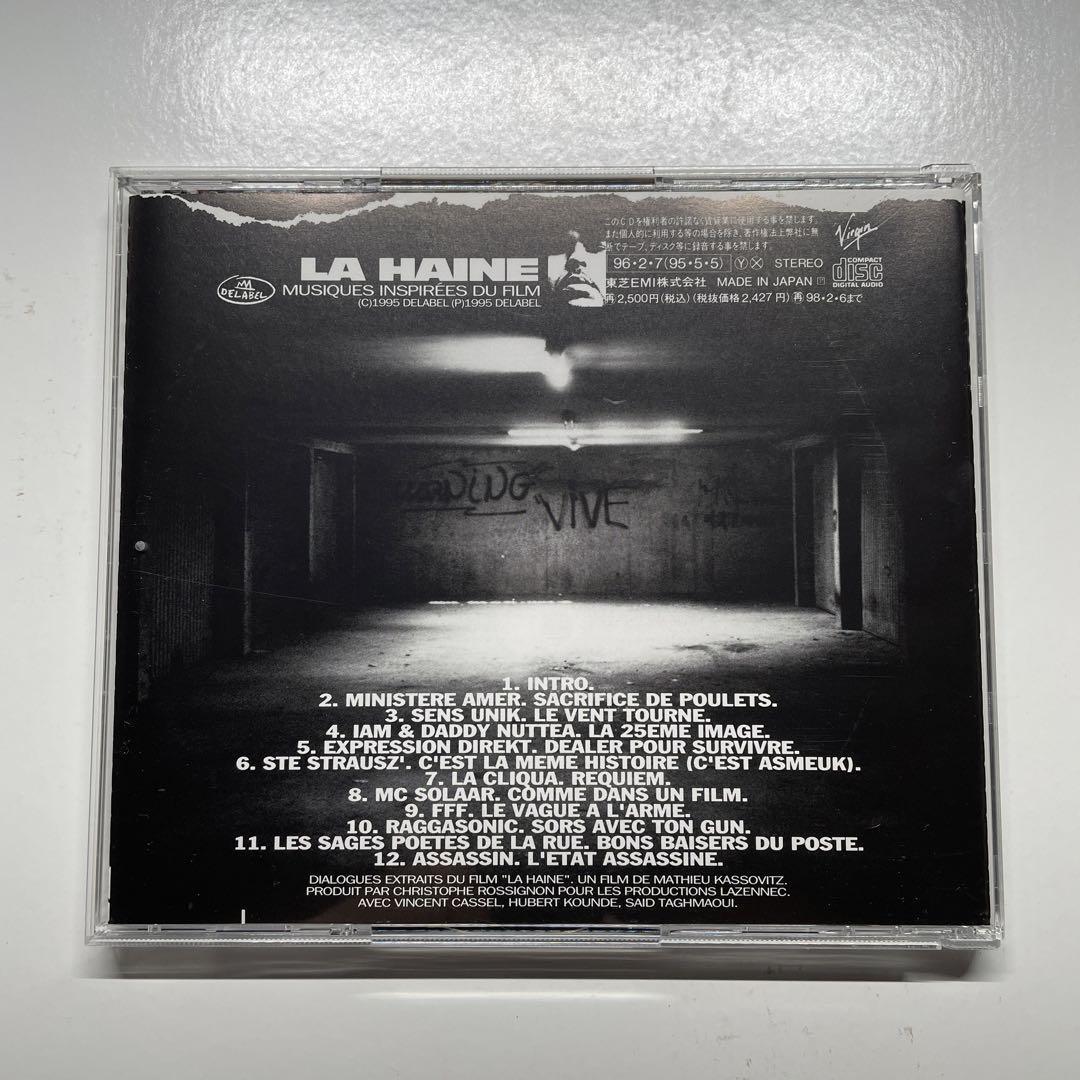 このCDを権利者の許諾なく賃貸業に使用する事を禁じます。
また個人的に利用する等の場合を除き、著作権法上弊社に無
断でテープ、ディスク等に録音する事を禁じます。
Virgin
96・2・7(95・5・5) Ⓨ STEREO
COMPACT
disc
DIGITAL AUDIO
東芝EMI株式会社 MADE IN JAPAN Ⓟ
再2,500円(税込)(税抜価格2,427円)再98・2・6まで
DELABEL
LA HAINE
MUSIQUES INSPIRÉES DU FILM
(C)1995 DELABEL (P)1995 DELABEL
WARNING
VIVE
1. INTRO.
2. MINISTERE AMER. SACRIFICE DE POULETS.
3. SENS UNIK. LE VENT TOURNE.
4. IAM & DADDY NUTTEA. LA 25EME IMAGE.
5. EXPRESSION DIREKT. DEALER POUR SURVIVRE.
6. STE STRAUSZ'. C'EST LA MEME HISTOIRE (C'EST ASMEUK).
7. LA CLIQUA. REQUIEM.
8. MC SOLAAR. COMME DANS UN FILM.
9. FFF. LE VAGUE A L'ARME.
10. RAGGASONIC. SORS AVEC TON GUN.
11. LES SAGES POETES DE LA RUE. BONS BAISERS DU POSTE.
12. ASSASSIN. L'ETAT ASSASSINE.
DIALOGUES EXTRAITS DU FILM "LA HAINE". UN FILM DE MATHIEU KASSOVITZ.
PRODUIT PAR CHRISTOPHE ROSSIGNON POUR LES PRODUCTIONS LAZENNEC.
AVEC VINCENT CASSEL, HUBERT KOUNDE, SAID TAGHMAOUI.